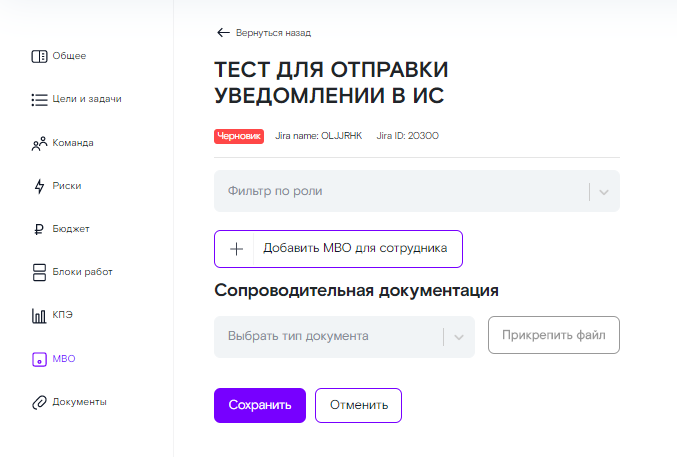 Вернуться назад
Общее
Цели и задачи
Команда
Риски
Бюджет
Блоки работ
КПЭ
МВО
Документы
ТЕСТ ДЛЯ ОТПРАВКИ
УВЕДОМЛЕНИИ В ИС
Черновик Jira name: OLJJRHK Jira ID: 20300
Фильтр по роли
Добавить МВО для сотрудника
Сопроводительная документация
Выбрать тип документа Прикрепить файл
Сохранить Отменить